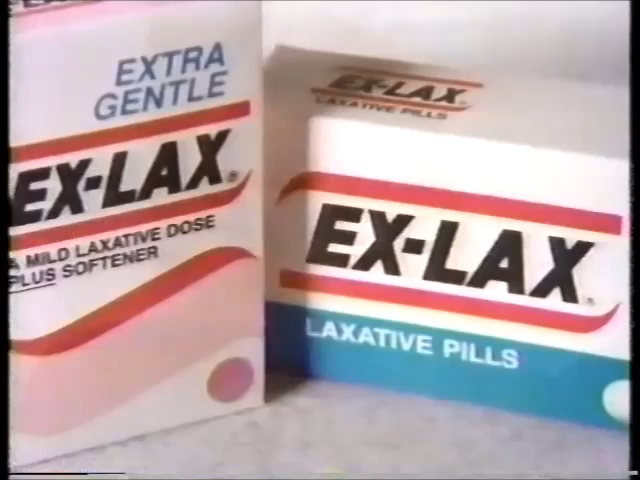 EXTRA
GENTLE
EX-LAX®
A MILD LAXATIVE DOSE
PLUS SOFTENER
EX-LAX
LAXATIVE PILLS
EX-LAX®
LAXATIVE PILLS